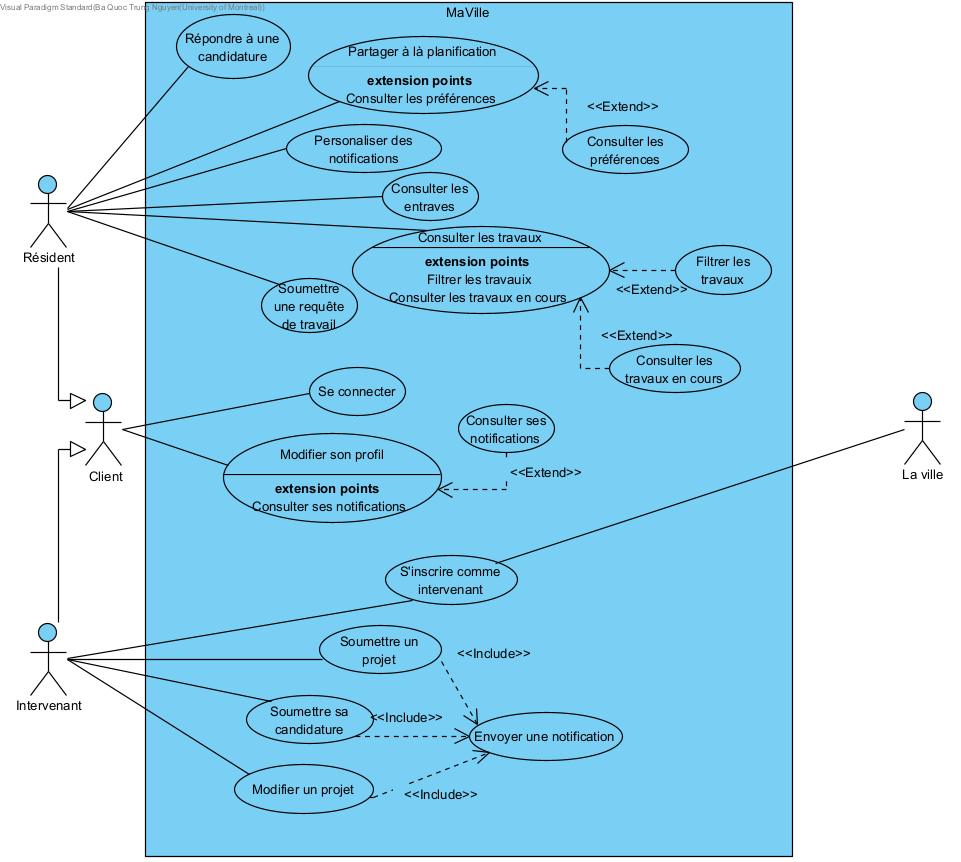 Visual Paradigm Standard(Ba Quoc Trung Nguyen(University of Montreal))
MaVille
Répondre à une
candidature
Partager à là planification
extension points
Consulter les préférences
<<Extend>>
Consulter les
préférences
Personaliser des
notifications
Consulter les
entraves
Résident
Consulter les travaux
extension points
Filtrer les travauix
Consulter les travaux en cours
Filtrer les
travaux
<<Extend>>
Soumettre
une requête
de travail
<<Extend>>
Consulter les
travaux en cours
Se connecter
Client
Consulter ses
notifications
<<Extend>>
Modifier son profil
extension points
Consulter ses notifications
La ville
S'inscrire comme
intervenant
Intervenant
Soumettre un
projet
<<Include>>
Soumettre sa
candidature
<<Include>>
Envoyer une notification
Modifier un projet
<<Include>>